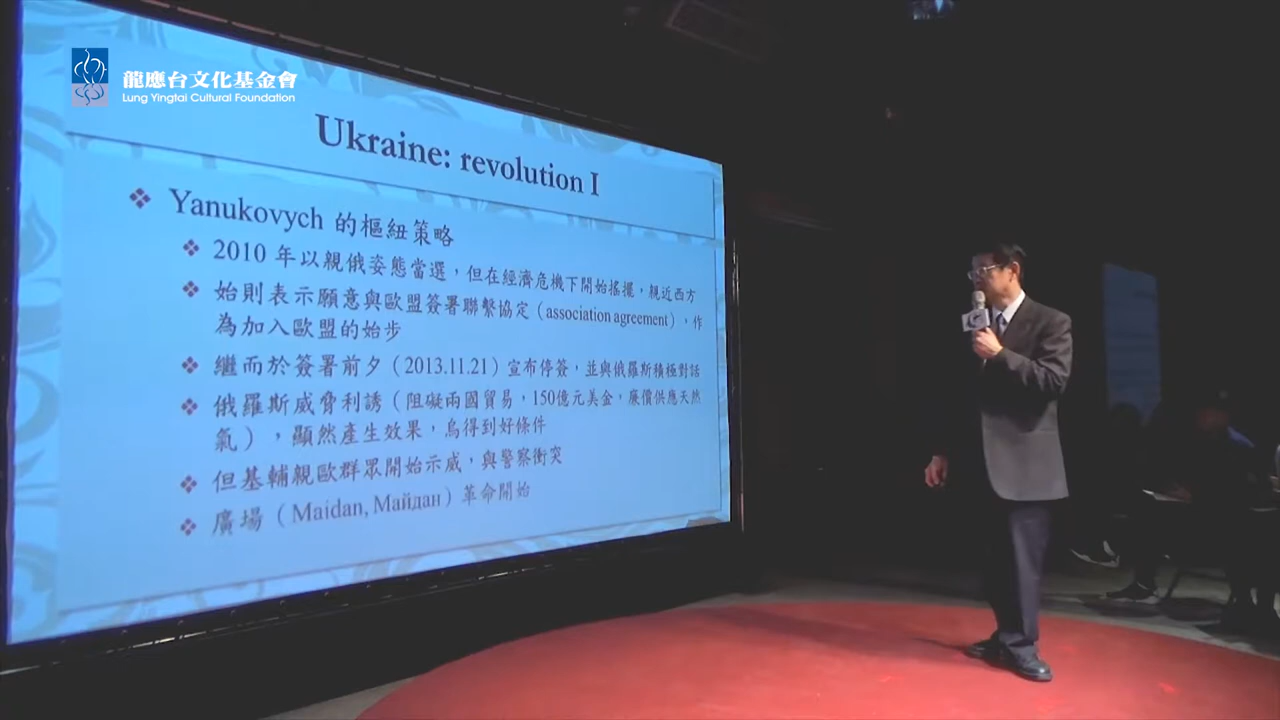 龍應台文化基金會
Lung Yingtai Cultural Foundation
Ukraine: revolution I
❖ Yanukovych 的樞紐策略
❖ 2010 年以親俄姿態當選，但在經濟危機下開始搖擺，親近西方
❖ 始則表示願意與歐盟簽署聯繫協定（association agreement），作
為加入歐盟的始步
❖ 繼而於簽署前夕（2013.11.21）宣布停簽，並與俄羅斯積極對話
❖ 俄羅斯威脅利誘（阻礙兩國貿易，150億元美金，廉價供應天然
氣），顯然產生效果，烏得到好條件
❖ 但基輔親歐群眾開始示威，與警察衝突
❖ 廣場（Maidan, Майдан）革命開始